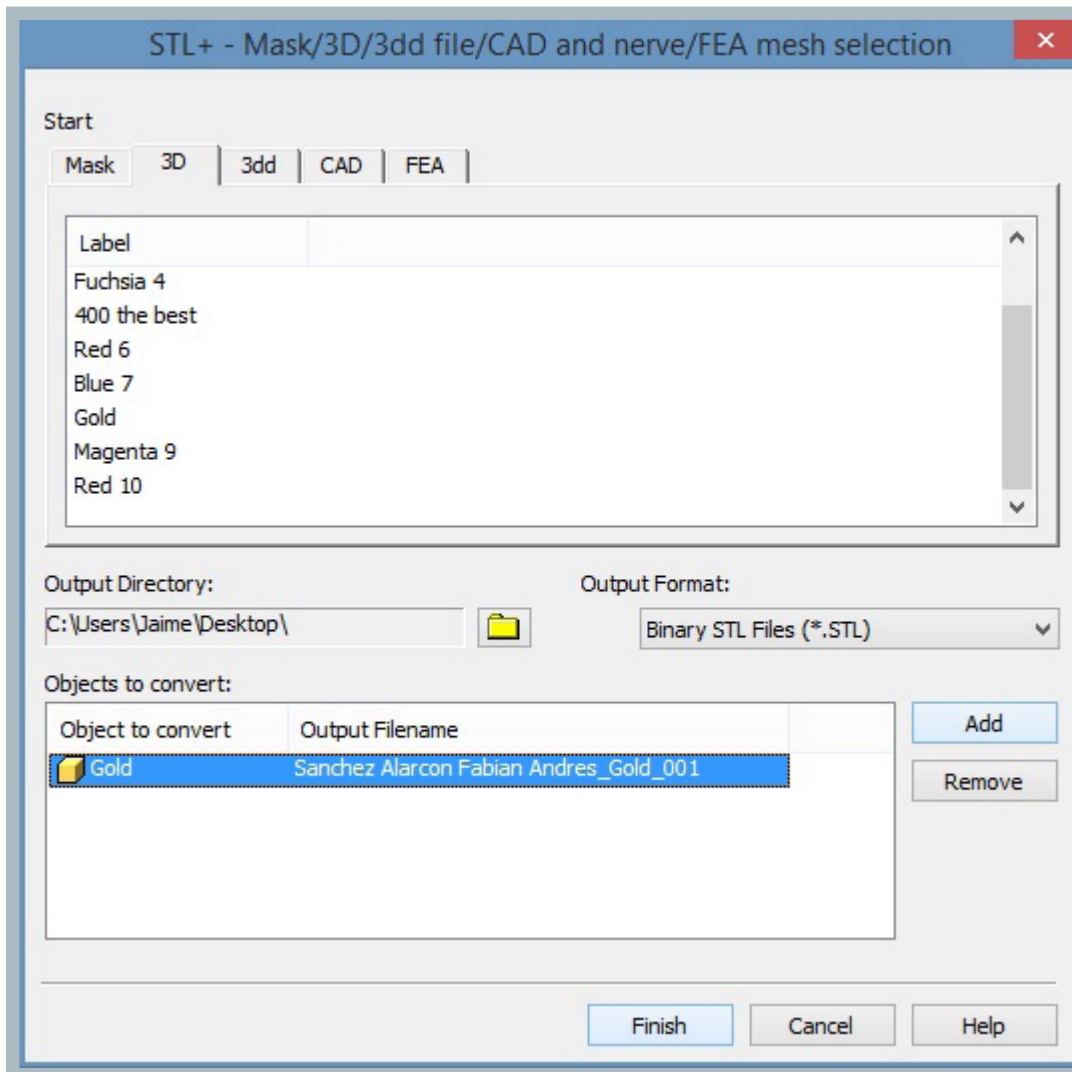 STL+ - Mask/3D/3dd file/CAD and nerve/FEA mesh selection
Start
Mask 3D 3dd CAD FEA
Label
Fuchsia 4
400 the best
Red 6
Blue 7
Gold
Magenta 9
Red 10
Output Directory: Output Format:
C:\Users\Jaime\Desktop\ Binary STL Files (*.STL)
Objects to convert:
Object to convert Output Filename Add
Gold Sanchez Alarcon Fabian Andres_Gold_001
Remove
Finish Cancel Help